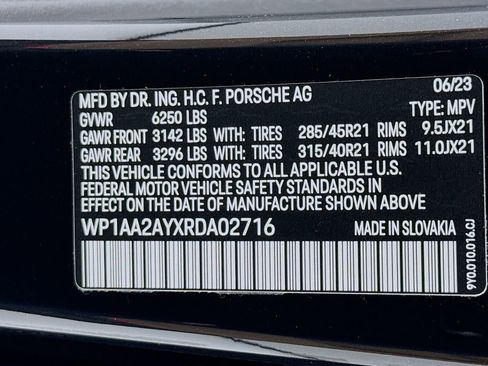 06/23
MFD BY DR. ING. H.C. F. PORSCHE AG
GVWR 6250 LBS TYPE: MPV
GAWR FRONT 3142 LBS WITH: TIRES 285/45R21 RIMS 9.5JX21
GAWR REAR 3296 LBS WITH: TIRES 315/40R21 RIMS 11.0JX21
THIS VEHICLE CONFORMS TO ALL APPLICABLE U.S.
FEDERAL MOTOR VEHICLE SAFETY STANDARDS IN
EFFECT ON THE DATE OF MANUFACTURE SHOWN ABOVE
WP1AA2AYXRDA02716 MADE IN SLOVAKIA
9Y0.010.016.CJ